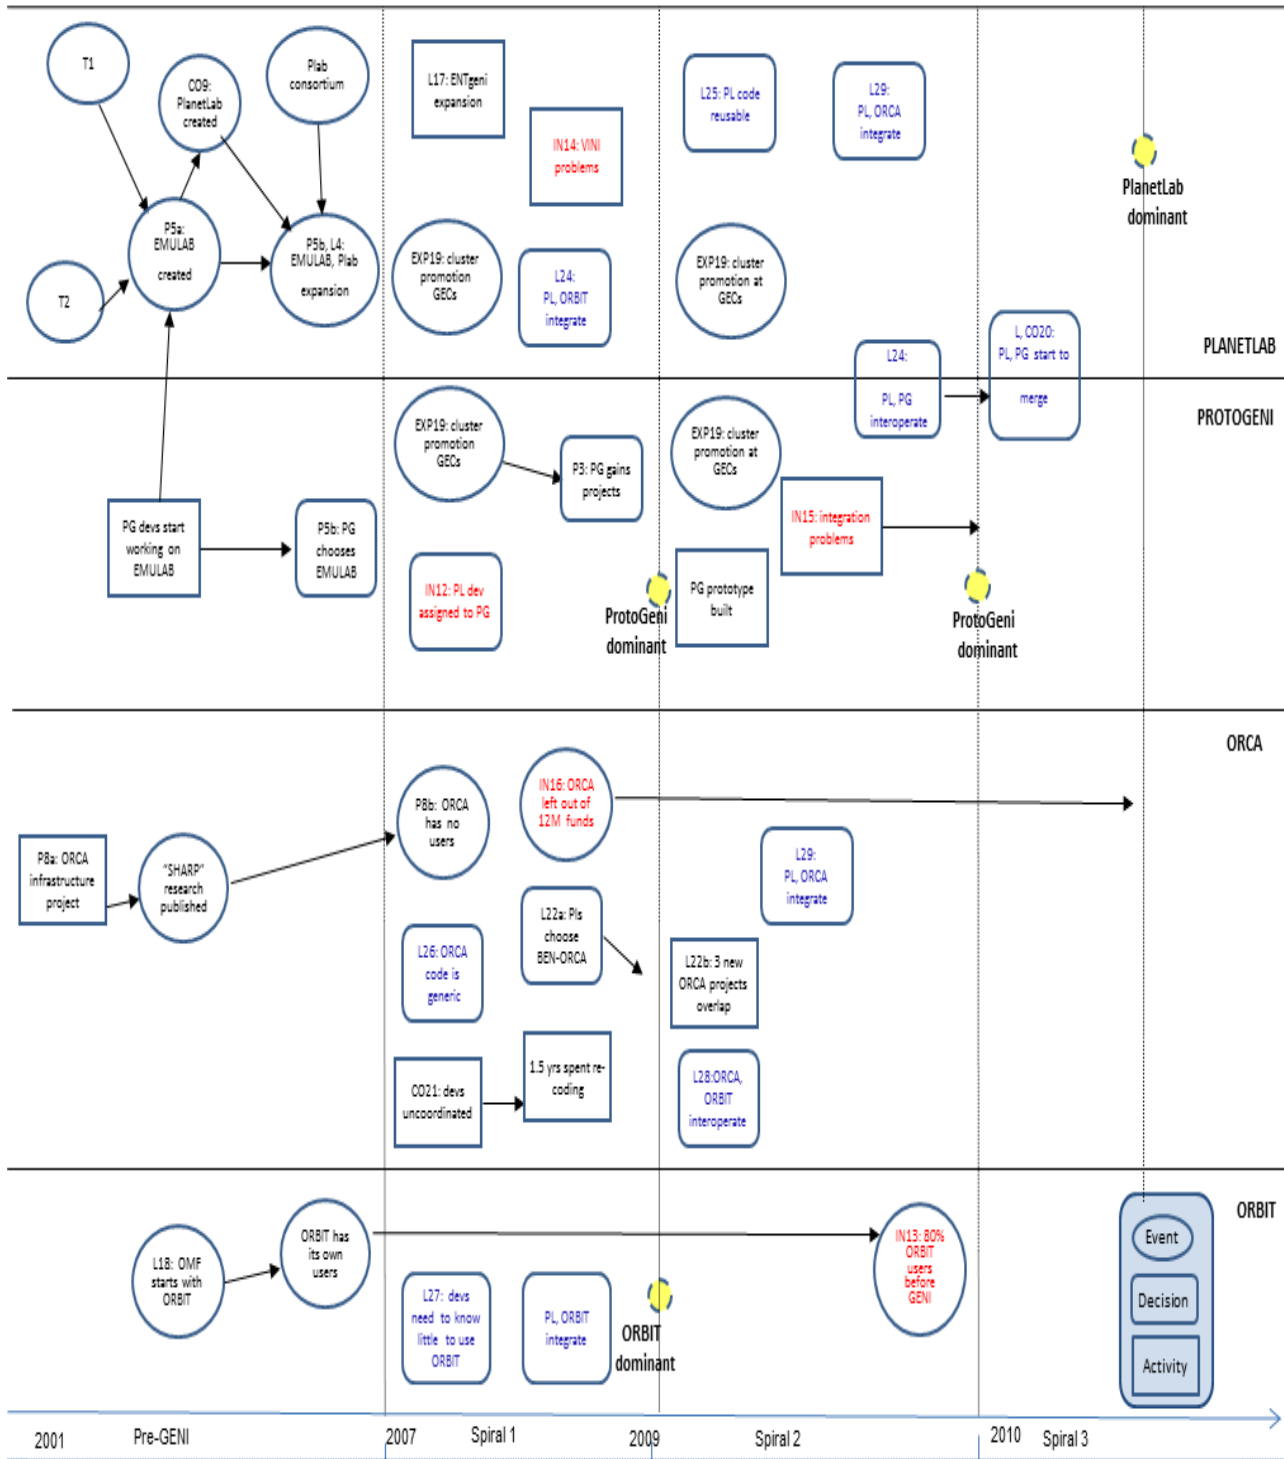 T1
CO9:
PlanetLab
created
Plab
consortium
P5a:
EMULAB
created
T2
P5b, L4:
EMULAB, Plab
expansion
L17: ENTgeni
expansion
IN14: VINI
problems
EXP19: cluster
promotion
GECs
L24:
PL, ORBIT
integrate
L25: PL code
reusable
L29:
PL, ORCA
integrate
EXP19: cluster
promotion at
GECs
PlanetLab
dominant
L24:
PL, PG
interoperate
L, CO20:
PL, PG start to
merge
PLANETLAB
PROTOGENI
PG devs start
working on
EMULAB
P5b: PG
chooses
EMULAB
EXP19: cluster
promotion
GECs
P3: PG gains
projects
IN12: PL dev
assigned to PG
ProtoGeni
dominant
EXP19: cluster
promotion at
GECs
IN15: integration
problems
PG prototype
built
ProtoGeni
dominant
ORCA
P8a: ORCA
infrastructure
project
"SHARP"
research
published
P8b: ORCA
has no
users
IN16: ORCA
left out of
12M funds
L26: ORCA
code is
generic
L22a: PIs
choose
BEN-ORCA
CO21: devs
uncoordinated
1.5 yrs spent re-
coding
L29:
PL, ORCA
integrate
L22b: 3 new
ORCA projects
overlap
L28:ORCA,
ORBIT
interoperate
ORBIT
L18: OMF
starts with
ORBIT
ORBIT has
its own
users
L27: devs
need to know
little to use
ORBIT
PL, ORBIT
integrate
ORBIT
dominant
IN13: 80%
ORBIT
users
before
GENI
Event
Decision
Activity
2001
Pre-GENI
2007
Spiral 1
2009
Spiral 2
2010
Spiral 3